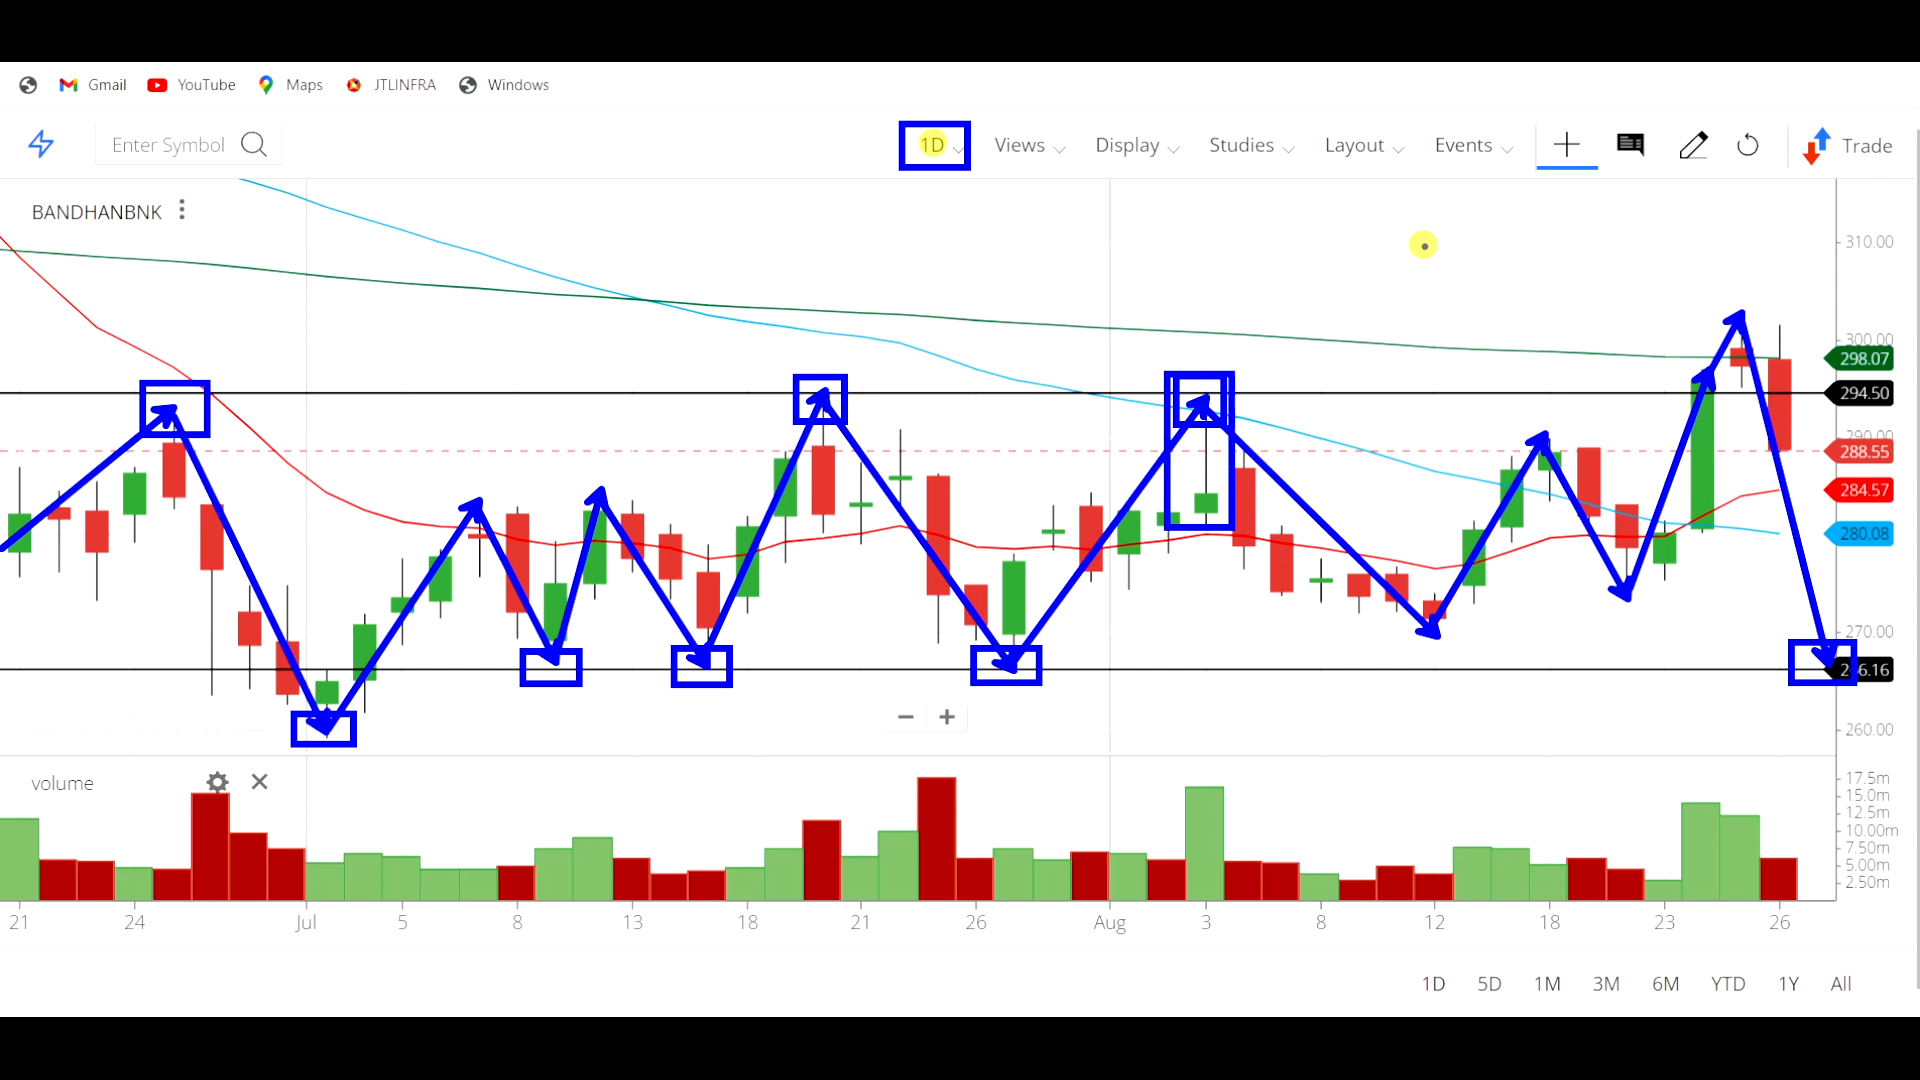 Gmail YouTube Maps JTLINFRA Windows
Enter Symbol 1D Views Display Studies Layout Events Trade
BANDHANBNK
310.00
300.00
298.07
294.50
290.00
288.55
284.57
280.08
270.00
260.00
volume
17.5m
15.0m
12.5m
10.00m
7.50m
5.00m
2.50m
21 24 Jul 5 8 13 18 21 26 Aug 3 8 12 18 23 26
1D 5D 1M 3M 6M YTD 1Y All